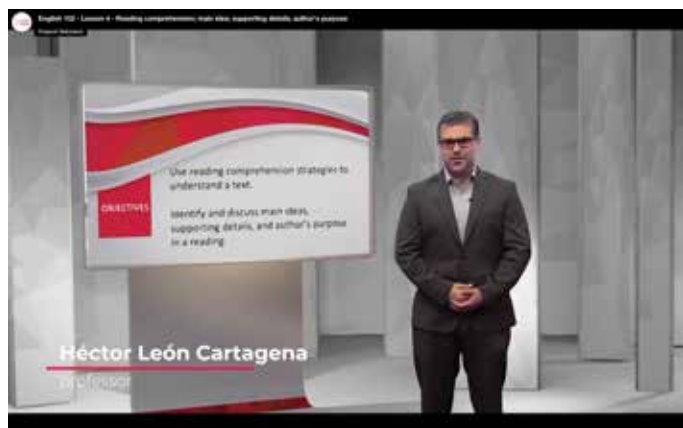 English 102 - Lesson 4 - Reading comprehension; main idea, supporting details, author's purpose
Use reading comprehension strategies to
understand a text.
OBJECTIVES
Identify and discuss main ideas,
supporting details, and author's purpose
in a reading.
Héctor León Cartagena
professor